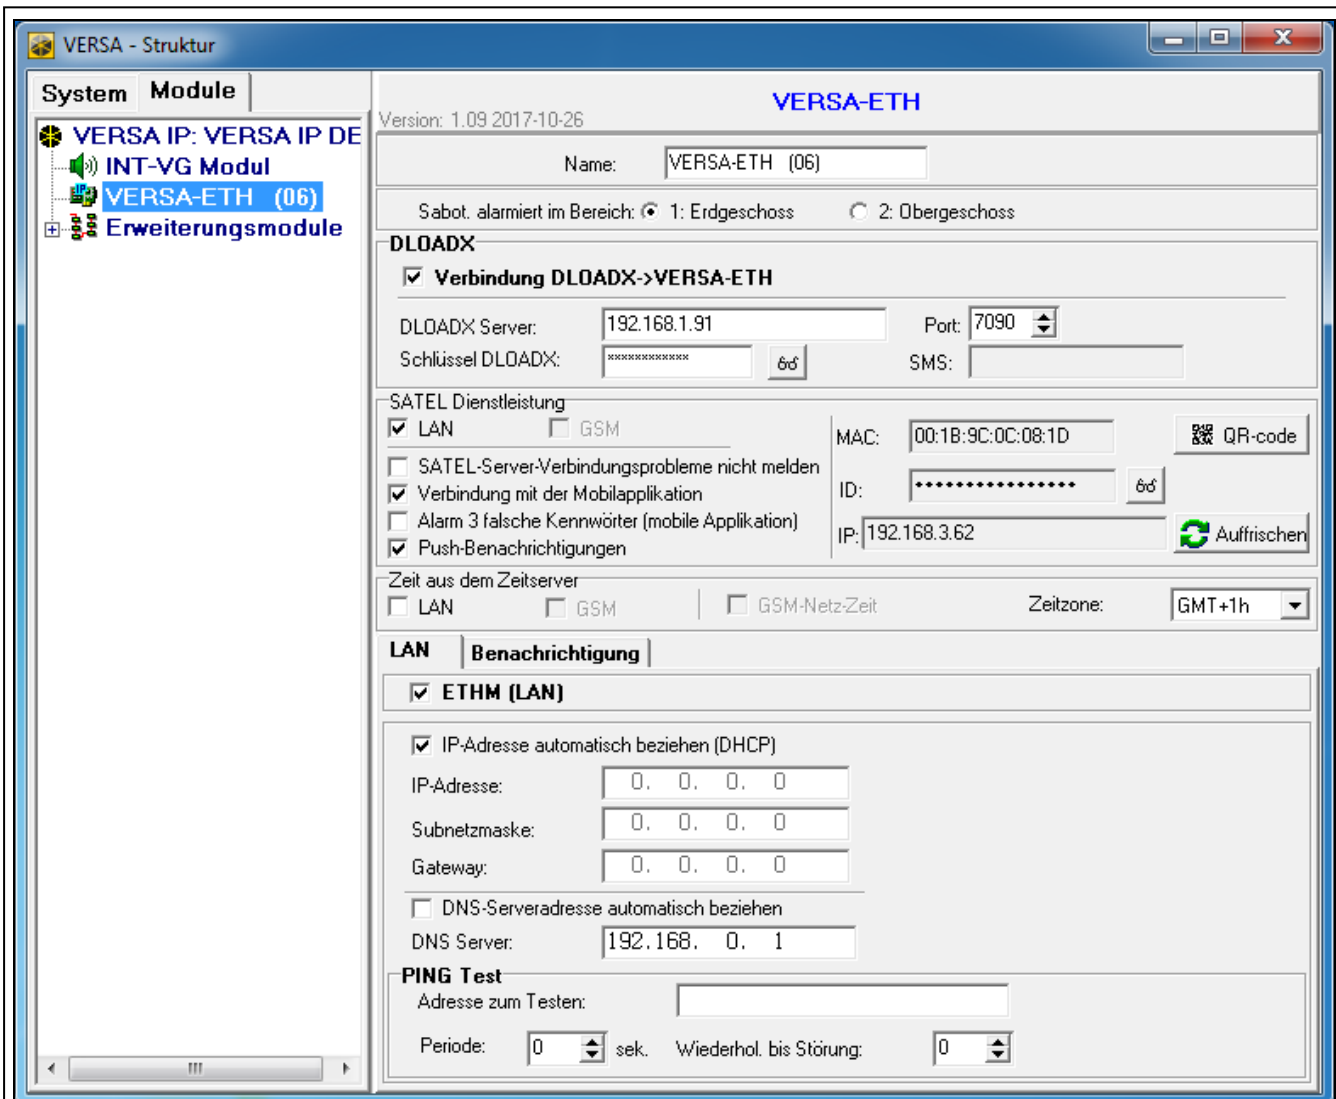 VERSA - Struktur
System Module
VERSA IP: VERSA IP DE
INT-VG Modul
VERSA-ETH (06)
Erweiterungsmodule
VERSA-ETH
Version: 1.09 2017-10-26
Name: VERSA-ETH (06)
Sabot. alarmiert im Bereich: 1: Erdgeschoss 2: Obergeschoss
DLOADX
Verbindung DLOADX->VERSA-ETH
DLOADX Server: 192.168.1.91 Port: 7090
Schlüssel DLOADX: ************ SMS:
SATEL Dienstleistung
LAN GSM
SATEL-Server-Verbindungsprobleme nicht melden
Verbindung mit der Mobilapplikation
Alarm 3 falsche Kennwörter (mobile Applikation)
Push-Benachrichtigungen
MAC: 00:1B:9C:0C:08:1D QR-code
ID: ••••••••••••••••
IP: 192.168.3.62 Auffrischen
Zeit aus dem Zeitserver
LAN GSM GSM-Netz-Zeit Zeitzone: GMT+1h
LAN Benachrichtigung
ETHM (LAN)
IP-Adresse automatisch beziehen (DHCP)
IP-Adresse: 0. 0. 0. 0
Subnetzmaske: 0. 0. 0. 0
Gateway: 0. 0. 0. 0
DNS-Serveradresse automatisch beziehen
DNS Server: 192.168. 0. 1
PING Test
Adresse zum Testen:
Periode: 0 sek. Wiederhol. bis Störung: 0